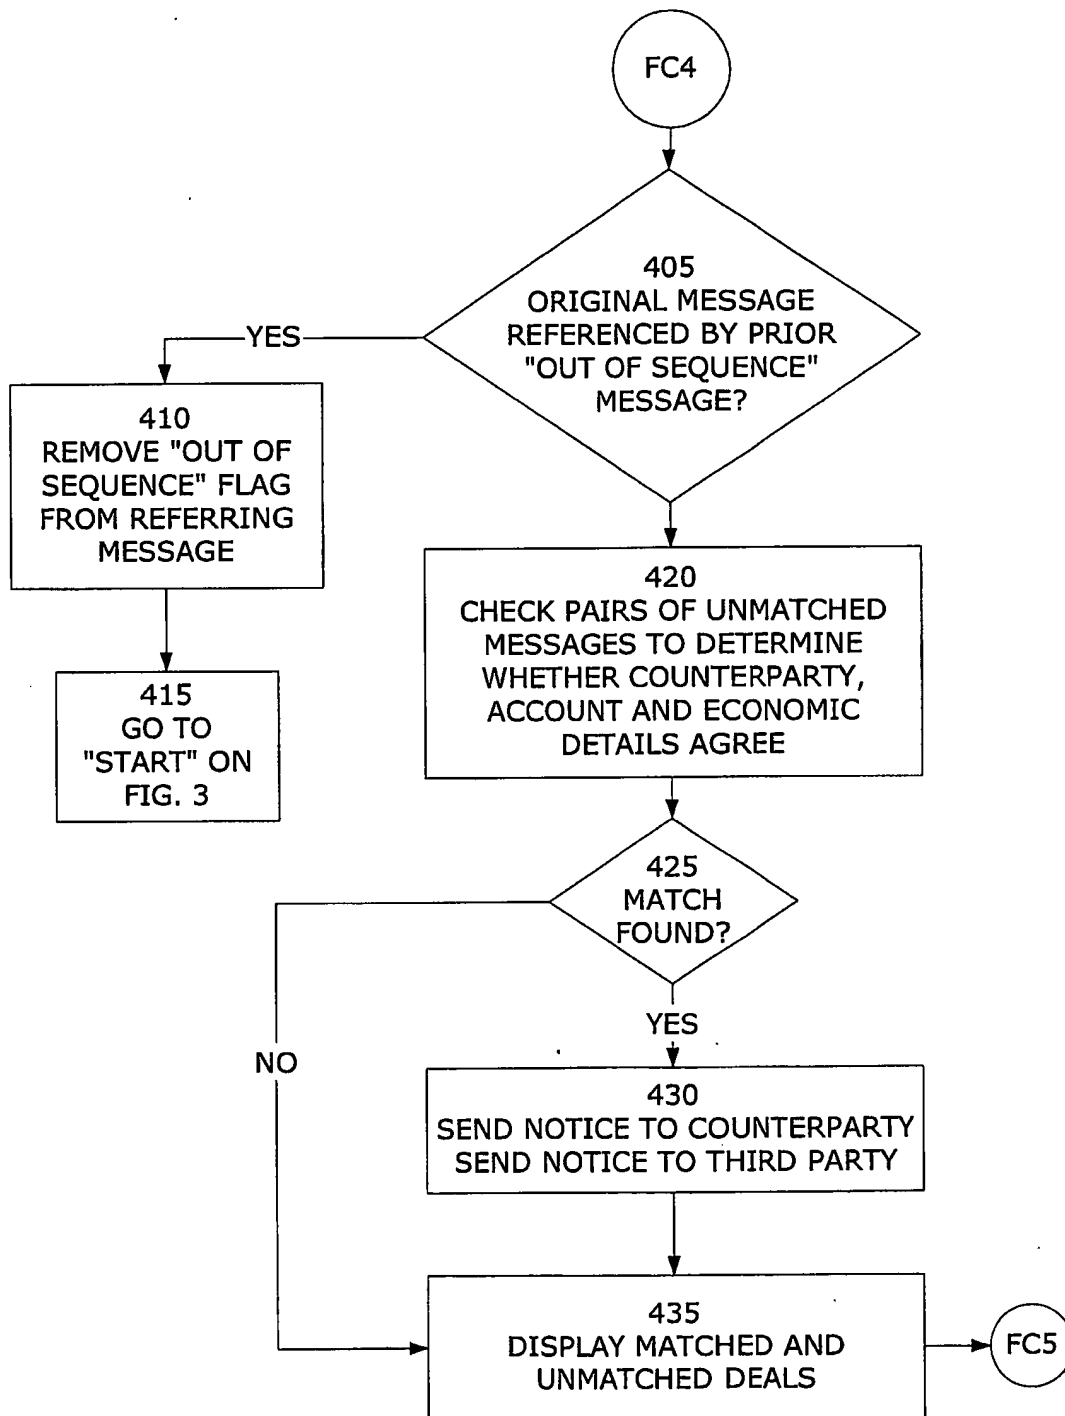 FC4
405
ORIGINAL MESSAGE
REFERENCED BY PRIOR
"OUT OF SEQUENCE"
MESSAGE?
YES
410
REMOVE "OUT OF
SEQUENCE" FLAG
FROM REFERRING
MESSAGE
415
GO TO
"START" ON
FIG. 3
420
CHECK PAIRS OF UNMATCHED
MESSAGES TO DETERMINE
WHETHER COUNTERPARTY,
ACCOUNT AND ECONOMIC
DETAILS AGREE
425
MATCH
FOUND?
YES
NO
430
SEND NOTICE TO COUNTERPARTY
SEND NOTICE TO THIRD PARTY
435
DISPLAY MATCHED AND
UNMATCHED DEALS
FC5